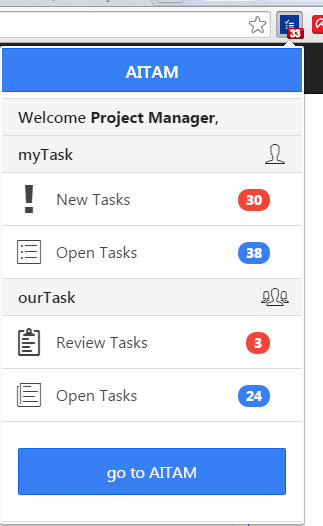 33
AITAM
Welcome Project Manager,
myTask
New Tasks 30
Open Tasks 38
ourTask
Review Tasks 3
Open Tasks 24
go to AITAM